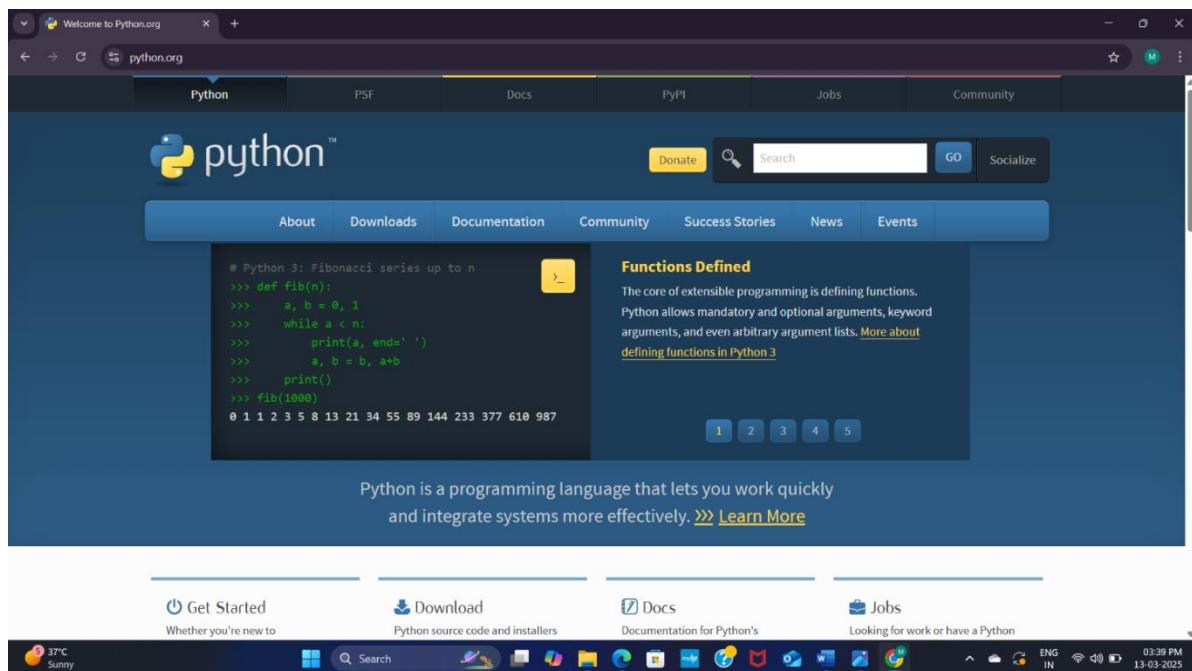 Welcome to Python.org
python.org
M
Python PSF Docs PyPI Jobs Community
python™
Donate Search GO Socialize
About Downloads Documentation Community Success Stories News Events
# Python 3: Fibonacci series up to n
>>> def fib(n):
>>>     a, b = 0, 1
>>>     while a < n:
>>>         print(a, end=' ')
>>>         a, b = b, a+b
>>>     print()
>>> fib(1000)
0 1 1 2 3 5 8 13 21 34 55 89 144 233 377 610 987
>_
Functions Defined
The core of extensible programming is defining functions.
Python allows mandatory and optional arguments, keyword
arguments, and even arbitrary argument lists. More about
defining functions in Python 3
1 2 3 4 5
Python is a programming language that lets you work quickly
and integrate systems more effectively. >>> Learn More
Get Started
Whether you're new to
Download
Python source code and installers
Docs
Documentation for Python's
Jobs
Looking for work or have a Python
5
37°C
Sunny
Search
ENG
IN
03:39 PM
13-03-2025